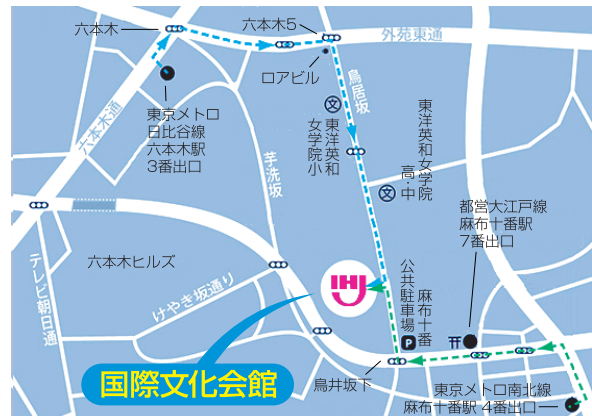 六本木
六本木5
外苑東通
ロアビル
六本木通
東京メトロ
日比谷線
六本木駅
3番出口
鳥居坂
文
東洋英和
女学院小
東洋英和女学院
高・中
文
芋洗坂
都営大江戸線
麻布十番駅
7番出口
六本木ヒルズ
テレビ朝日通
けやき坂通り
IHJ
麻布十番
公共駐車場
P
国際文化会館
鳥井坂下
東京メトロ南北線
麻布十番駅 4番出口